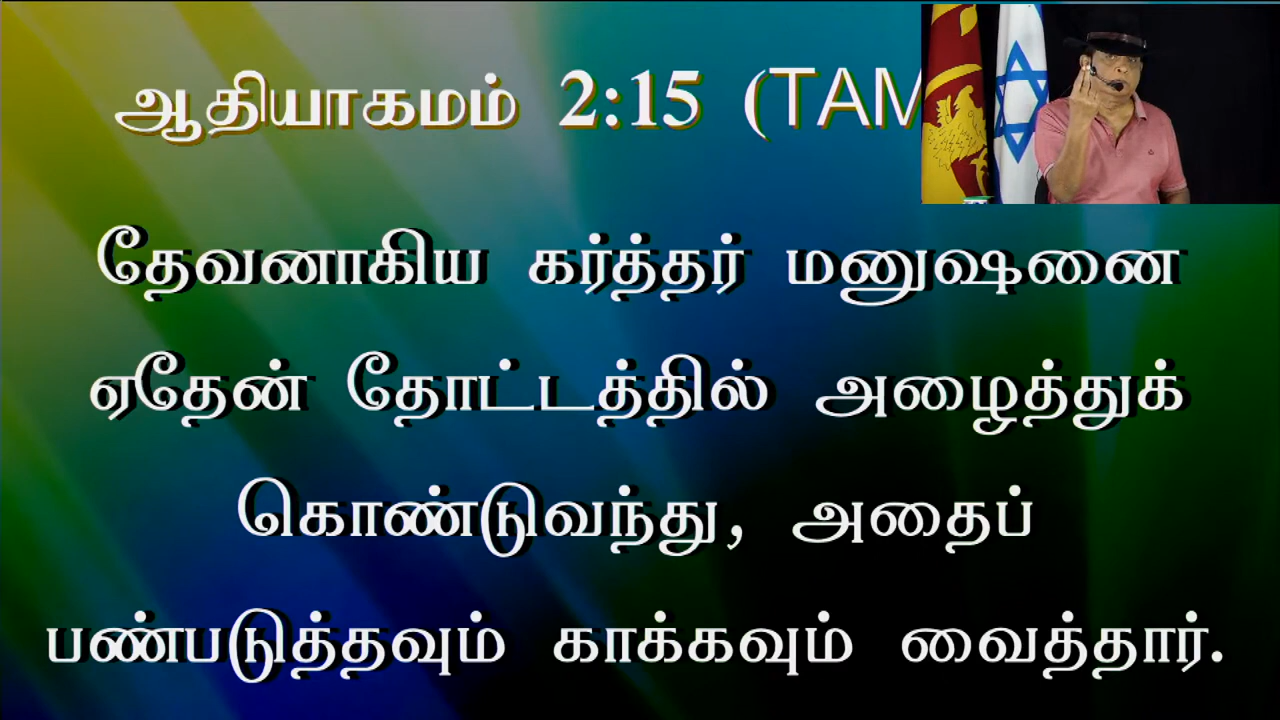 ஆதியாகமம் 2:15 (TAM
தேவனாகிய கர்த்தர் மனுஷனை
ஏதேன் தோட்டத்தில் அழைத்துக்
கொண்டுவந்து, அதைப்
பண்படுத்தவும் காக்கவும் வைத்தார்.